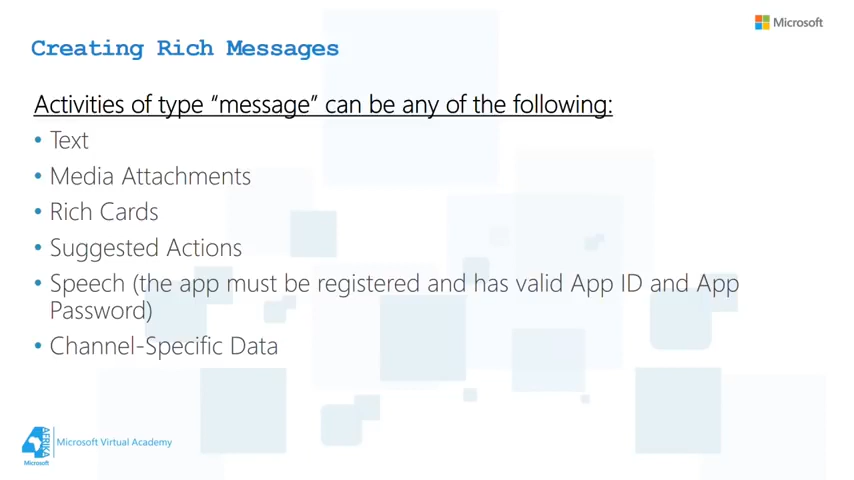 Microsoft
Creating Rich Messages
Activities of type “message” can be any of the following:
• Text
• Media Attachments
• Rich Cards
• Suggested Actions
• Speech (the app must be registered and has valid App ID and App
Password)
• Channel-Specific Data
4AFRIKA
Microsoft
Microsoft Virtual Academy